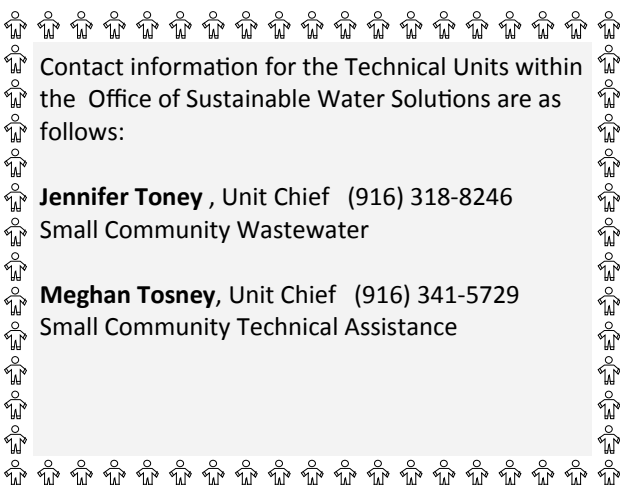 Contact information for the Technical Units within
the  Office of Sustainable Water Solutions are as
follows:
Jennifer Toney , Unit Chief   (916) 318-8246
Small Community Wastewater
Meghan Tosney, Unit Chief   (916) 341-5729
Small Community Technical Assistance